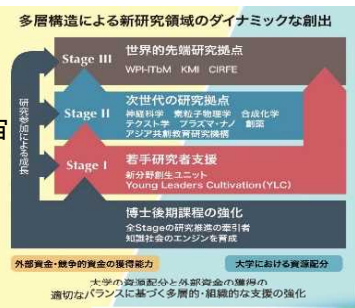 多層構造による新研究領域のダイナミックな創出
Stage III
世界的先端研究拠点
WPI-ITbM KMI CIRFE
Stage II
次世代の研究拠点
神経科学 素粒子物理学 合成化学
テクスト学 プラズマ・ナノ 創薬
アジア共創教育研究機構
Stage I
若手研究者支援
新分野創生ユニット
Young Leaders Cultivation(YLC)
博士後期課程の強化
全Stageの研究推進の牽引者
知識社会のエンジンを育成
外部資金・競争的資金の獲得能力
大学における資源配分
大学の資源配分と外部資金の獲得の
適切なバランスに基づく多層的・組織的な支援の強化